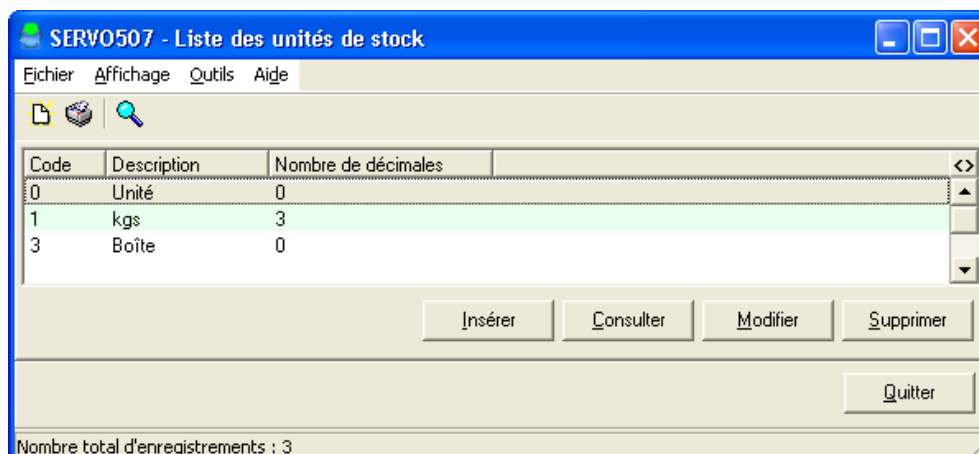 SERVO507 - Liste des unités de stock
Fichier Affichage Outils Aide
Code Description Nombre de décimales <>
0 Unité 0
1 kgs 3
3 Boîte 0
Insérer Consulter Modifier Supprimer
Quitter
Nombre total d'enregistrements : 3